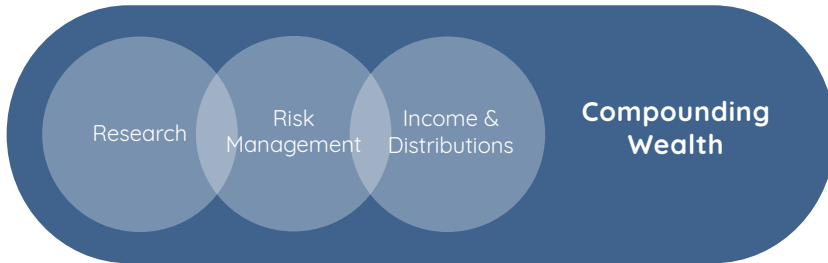 Research
Risk
Management
Income &
Distributions
Compounding
Wealth